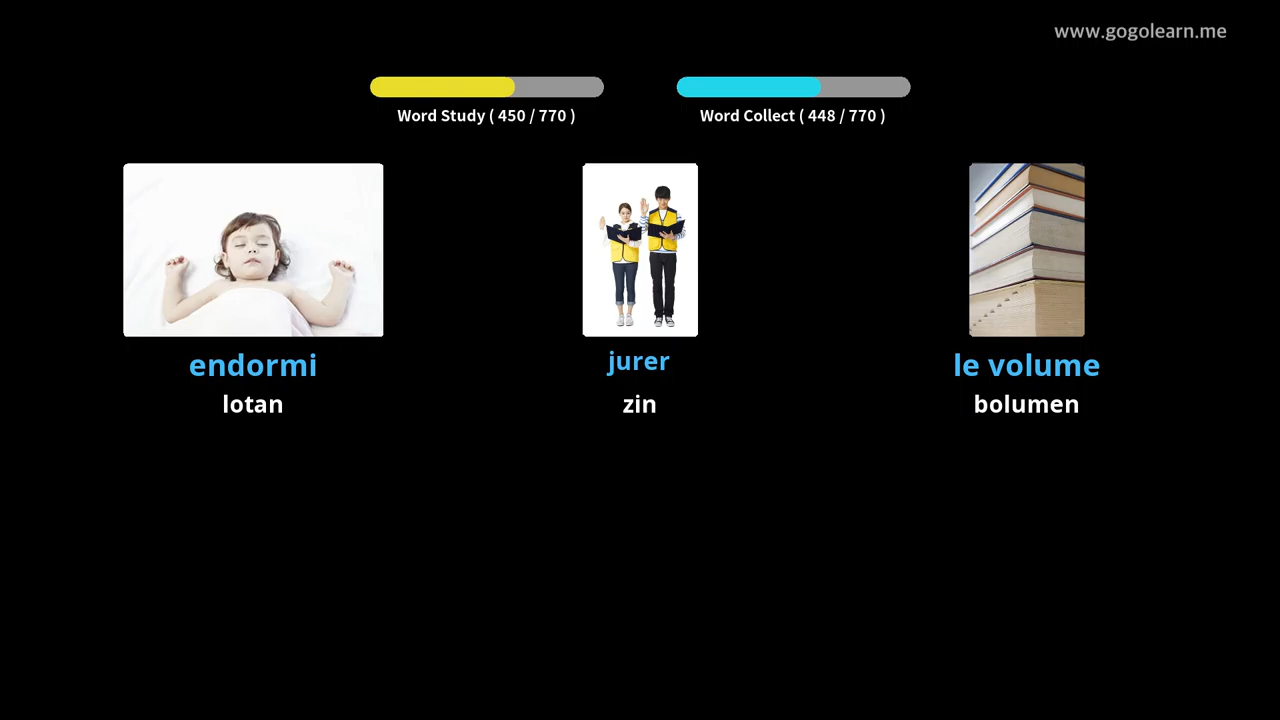 www.gogolearn.me
Word Study ( 450 / 770 )
Word Collect ( 448 / 770 )
endormi
lotan
jurer
zin
le volume
bolumen